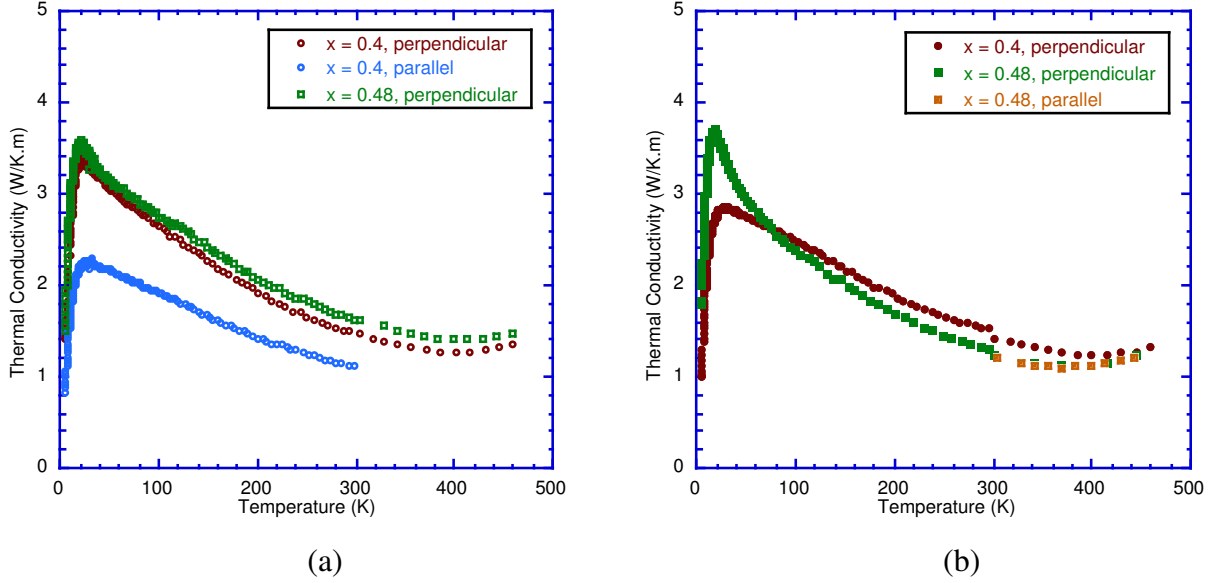 5
4
3
2
1
0
Thermal Conductivity (W/K.m)
x = 0.4, perpendicular
x = 0.4, parallel
x = 0.48, perpendicular
0 100 200 300 400 500
Temperature (K)
(a)
5
4
3
2
1
0
Thermal Conductivity (W/K.m)
x = 0.4, perpendicular
x = 0.48, perpendicular
x = 0.48, parallel
0 100 200 300 400 500
Temperature (K)
(b)